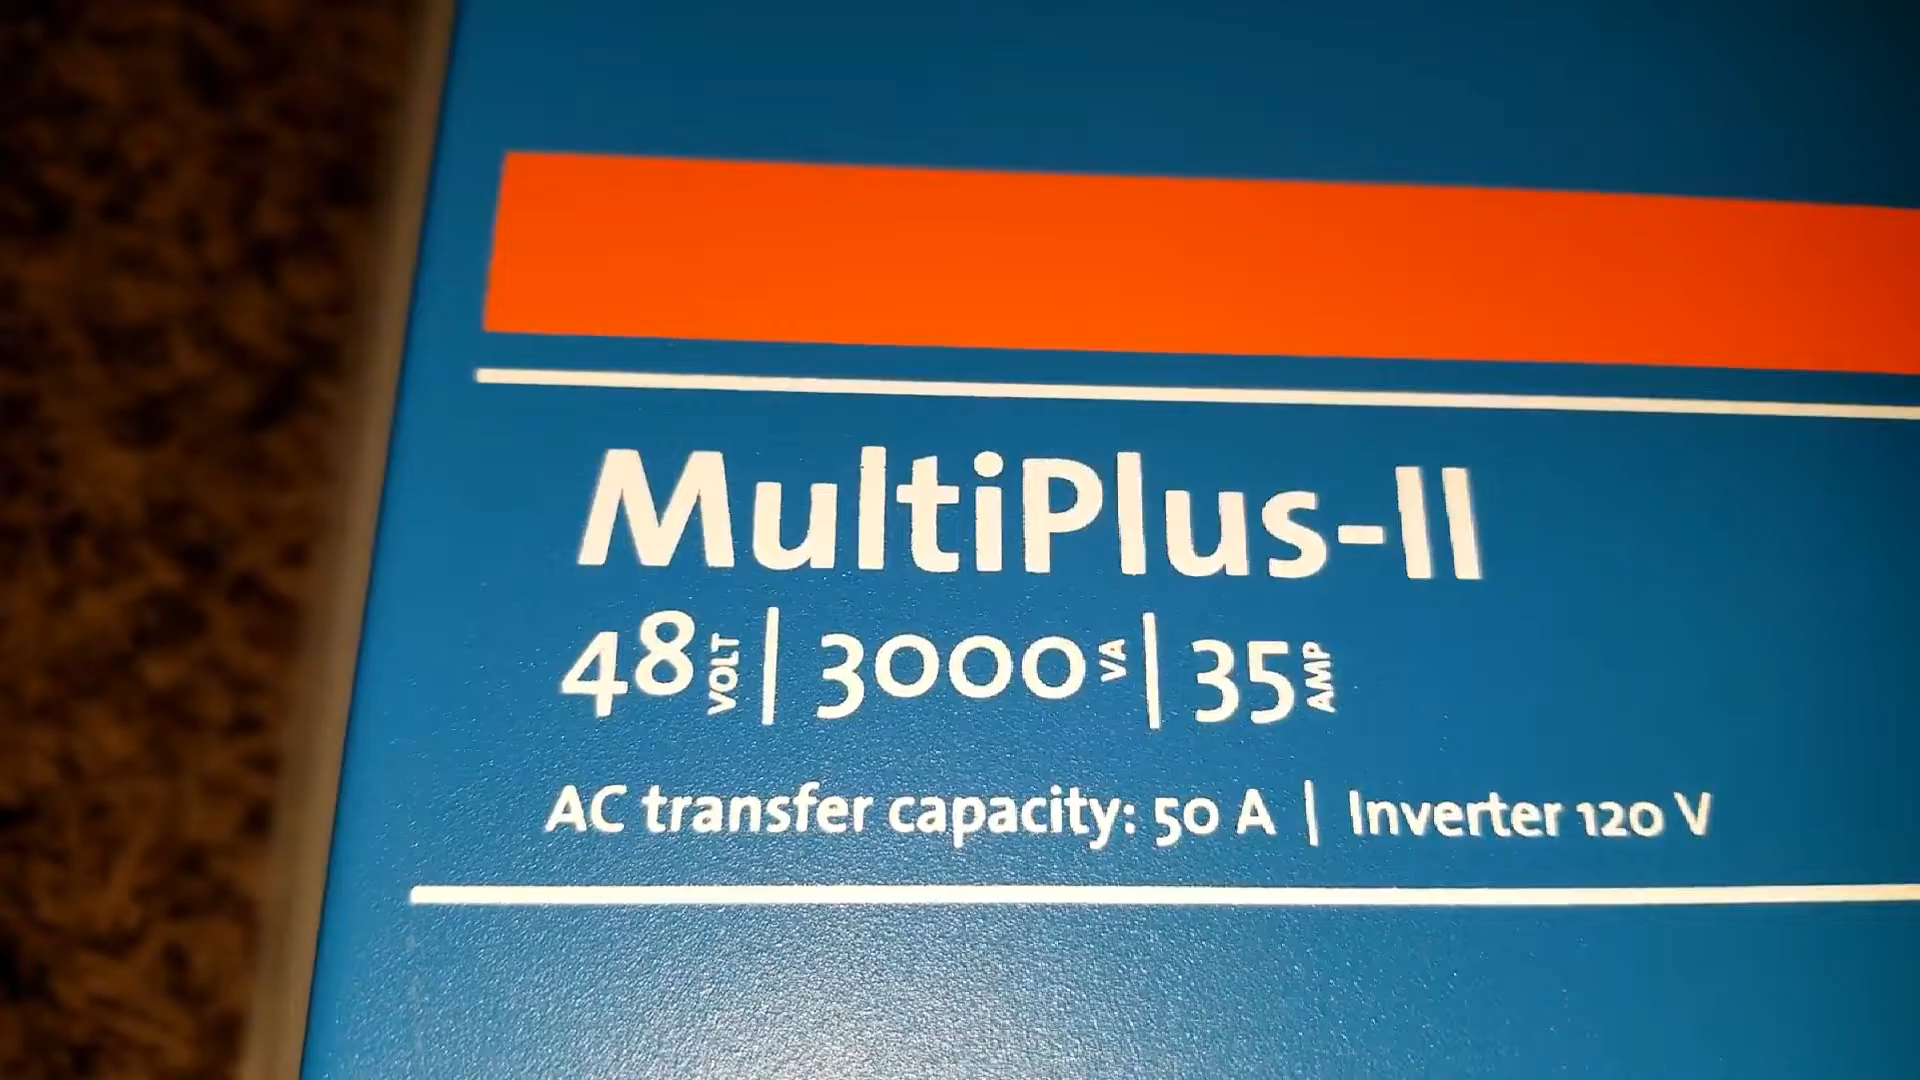 MultiPlus-II
48 VOLT | 3000 VA | 35 AMP
AC transfer capacity: 50 A | Inverter 120 V